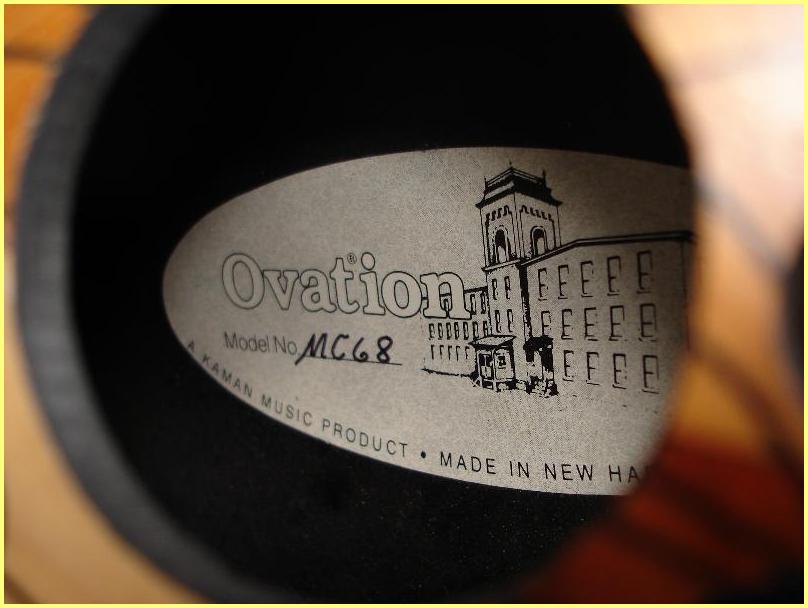 Ovation®
Model No. MC68
A KAMAN MUSIC PRODUCT • MADE IN NEW HA